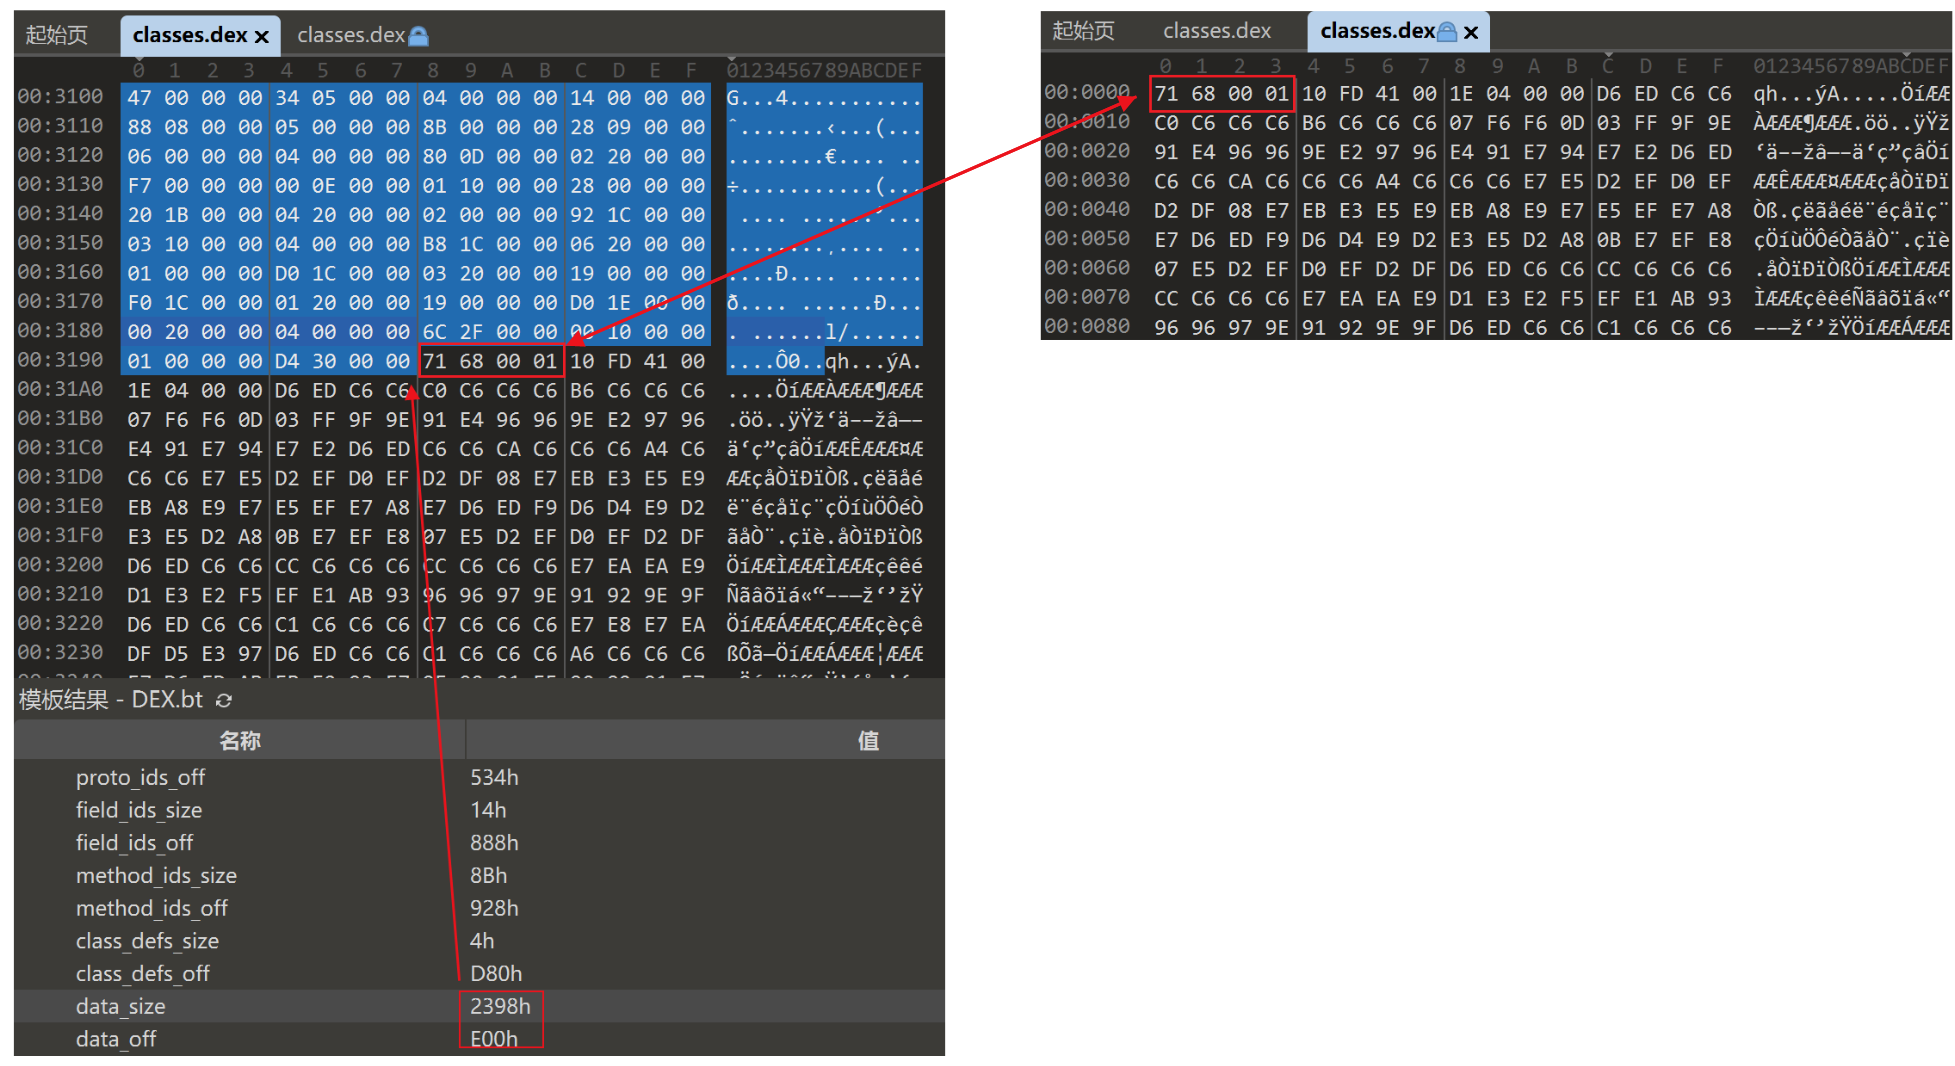 起始页 classes.dex × classes.dex
0 1 2 3 4 5 6 7 8 9 A B C D E F 0123456789ABCDEF
00:3100 47 00 00 00 34 05 00 00 04 00 00 00 14 00 00 00 G...4...........
00:3110 88 08 00 00 05 00 00 00 8B 00 00 00 28 09 00 00 ˆ.......‹...(...
00:3120 06 00 00 00 04 00 00 00 80 0D 00 00 02 20 00 00 ........€.... ..
00:3130 F7 00 00 00 00 0E 00 00 01 10 00 00 28 00 00 00 ÷...........(...
00:3140 20 1B 00 00 04 20 00 00 02 00 00 00 92 1C 00 00 .... ......’...
00:3150 03 10 00 00 04 00 00 00 B8 1C 00 00 06 20 00 00 ........¸.... ..
00:3160 01 00 00 00 D0 1C 00 00 03 20 00 00 19 00 00 00 ....Ð.... ......
00:3170 F0 1C 00 00 01 20 00 00 19 00 00 00 D0 1E 00 00 ð.... ......Ð...
00:3180 00 20 00 00 04 00 00 00 6C 2F 00 00 00 10 00 00 . ......l/......
00:3190 01 00 00 00 D4 30 00 00 71 68 00 01 10 FD 41 00 ....Ô0..qh...ýA.
00:31A0 1E 04 00 00 D6 ED C6 C6 C0 C6 C6 C6 B6 C6 C6 C6 ....ÖíÆÆÀÆÆÆ¶ÆÆÆ
00:31B0 07 F6 F6 0D 03 FF 9F 9E 91 E4 96 96 9E E2 97 96 .öö..ÿŸž‘ä––žâ—–
00:31C0 E4 91 E7 94 E7 E2 D6 ED C6 C6 CA C6 C6 C6 A4 C6 ä‘ç”çâÖíÆÆÊÆÆÆ¤Æ
00:31D0 C6 C6 E7 E5 D2 EF D0 EF D2 DF 08 E7 EB E3 E5 E9 ÆÆçåÒïÐïÒß.çëãåé
00:31E0 EB A8 E9 E7 E5 EF E7 A8 E7 D6 ED F9 D6 D4 E9 D2 ë¨éçåïç¨çÖíùÖÔéÒ
00:31F0 E3 E5 D2 A8 0B E7 EF E8 07 E5 D2 EF D0 EF D2 DF ãåÒ¨.çïè.åÒïÐïÒß
00:3200 D6 ED C6 C6 CC C6 C6 C6 CC C6 C6 C6 E7 EA EA E9 ÖíÆÆÌÆÆÆÌÆÆÆçêêé
00:3210 D1 E3 E2 F5 EF E1 AB 93 96 96 97 9E 91 92 9E 9F Ñãâõïá«“––—ž‘’žŸ
00:3220 D6 ED C6 C6 C1 C6 C6 C6 C7 C6 C6 C6 E7 E8 E7 EA ÖíÆÆÁÆÆÆÇÆÆÆçèçê
00:3230 DF D5 E3 97 D6 ED C6 C6 C1 C6 C6 C6 A6 C6 C6 C6 ßÕã—ÖíÆÆÁÆÆÆ¦ÆÆÆ
模板结果 - DEX.bt
名称 值
proto_ids_off 534h
field_ids_size 14h
field_ids_off 888h
method_ids_size 8Bh
method_ids_off 928h
class_defs_size 4h
class_defs_off D80h
data_size 2398h
data_off E00h
起始页 classes.dex classes.dex ×
0 1 2 3 4 5 6 7 8 9 A B C D E F 0123456789ABCDEF
00:0000 71 68 00 01 10 FD 41 00 1E 04 00 00 D6 ED C6 C6 qh...ýA.....ÖíÆÆ
00:0010 C0 C6 C6 C6 B6 C6 C6 C6 07 F6 F6 0D 03 FF 9F 9E ÀÆÆÆ¶ÆÆÆ.öö..ÿŸž
00:0020 91 E4 96 96 9E E2 97 96 E4 91 E7 94 E7 E2 D6 ED ‘ä––žâ—–ä‘ç”çâÖí
00:0030 C6 C6 CA C6 C6 C6 A4 C6 C6 C6 E7 E5 D2 EF D0 EF ÆÆÊÆÆÆ¤ÆÆÆçåÒïÐï
00:0040 D2 DF 08 E7 EB E3 E5 E9 EB A8 E9 E7 E5 EF E7 A8 Òß.çëãåéë¨éçåïç¨
00:0050 E7 D6 ED F9 D6 D4 E9 D2 E3 E5 D2 A8 0B E7 EF E8 çÖíùÖÔéÒãåÒ¨.çïè
00:0060 07 E5 D2 EF D0 EF D2 DF D6 ED C6 C6 CC C6 C6 C6 .åÒïÐïÒßÖíÆÆÌÆÆÆ
00:0070 CC C6 C6 C6 E7 EA EA E9 D1 E3 E2 F5 EF E1 AB 93 ÌÆÆÆçêêéÑãâõïá«“
00:0080 96 96 97 9E 91 92 9E 9F D6 ED C6 C6 C1 C6 C6 C6 ––—ž‘’žŸÖíÆÆÁÆÆÆ